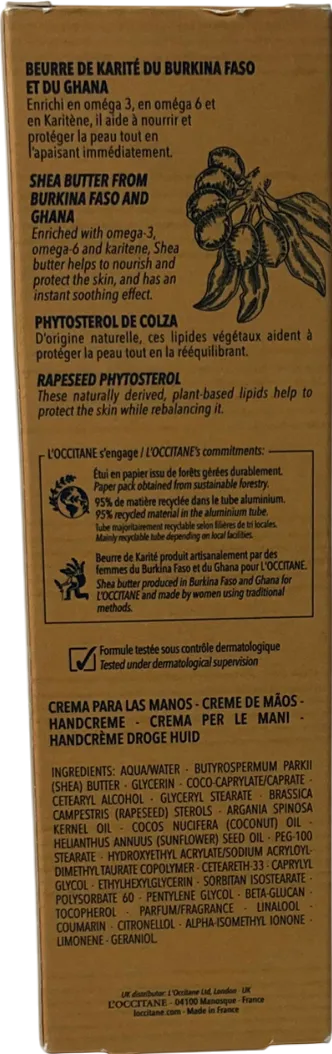 BEURRE DE KARITÉ DU BURKINA FASO
ET DU GHANA
Enrichi en oméga 3, en oméga 6 et
en Karitène, il aide à nourrir et
protéger la peau tout en
l'apaisant immédiatement.
SHEA BUTTER FROM
BURKINA FASO AND
GHANA
Enriched with omega-3,
omega-6 and karitene, Shea
butter helps to nourish and
protect the skin, and has an
instant soothing effect.
PHYTOSTEROL DE COLZA
D'origine naturelle, ces lipides végétaux aident à
protéger la peau tout en la rééquilibrant.
RAPESEED PHYTOSTEROL
These naturally derived, plant-based lipids help to
protect the skin while rebalancing it.
L'OCCITANE s'engage / L'OCCITANE's commitments:
Étui en papier issu de forêts gérées durablement.
Paper pack obtained from sustainable forestry.
95% de matière recyclée dans le tube aluminium.
95% recycled material in the aluminium tube.
Tube majoritairement recyclable selon filières de tri locales.
Mainly recyclable tube depending on local facilities.
Beurre de Karité produit artisanalement par des
femmes du Burkina Faso et du Ghana pour L'OCCITANE.
Shea butter produced in Burkina Faso and Ghana for
L'OCCITANE and made by women using traditional
methods.
Formule testée sous contrôle dermatologique
Tested under dermatological supervision
CREMA PARA LAS MANOS - CREME DE MÃOS -
HANDCREME - CREMA PER LE MANI -
HANDCRÈME DROGE HUID
INGREDIENTS: AQUA/WATER - BUTYROSPERMUM PARKII
(SHEA) BUTTER - GLYCERIN - COCO-CAPRYLATE/CAPRATE -
CETEARYL ALCOHOL - GLYCERYL STEARATE - BRASSICA
CAMPESTRIS (RAPESEED) STEROLS - ARGANIA SPINOSA
KERNEL OIL - COCOS NUCIFERA (COCONUT) OIL -
HELIANTHUS ANNUUS (SUNFLOWER) SEED OIL - PEG-100
STEARATE - HYDROXYETHYL ACRYLATE/SODIUM ACRYLOYL-
DIMETHYL TAURATE COPOLYMER - CETEARETH-33 - CAPRYLYL
GLYCOL - ETHYLHEXYLGLYCERIN - SORBITAN ISOSTEARATE -
POLYSORBATE 60 - PENTYLENE GLYCOL - BETA-GLUCAN -
TOCOPHEROL - PARFUM/FRAGRANCE - LINALOOL -
COUMARIN - CITRONELLOL - ALPHA-ISOMETHYL IONONE -
LIMONENE - GERANIOL.
UK distributor: L'Occitane Ltd, London - UK
L'OCCITANE - 04100 Manosque - France
loccitane.com - Made in France